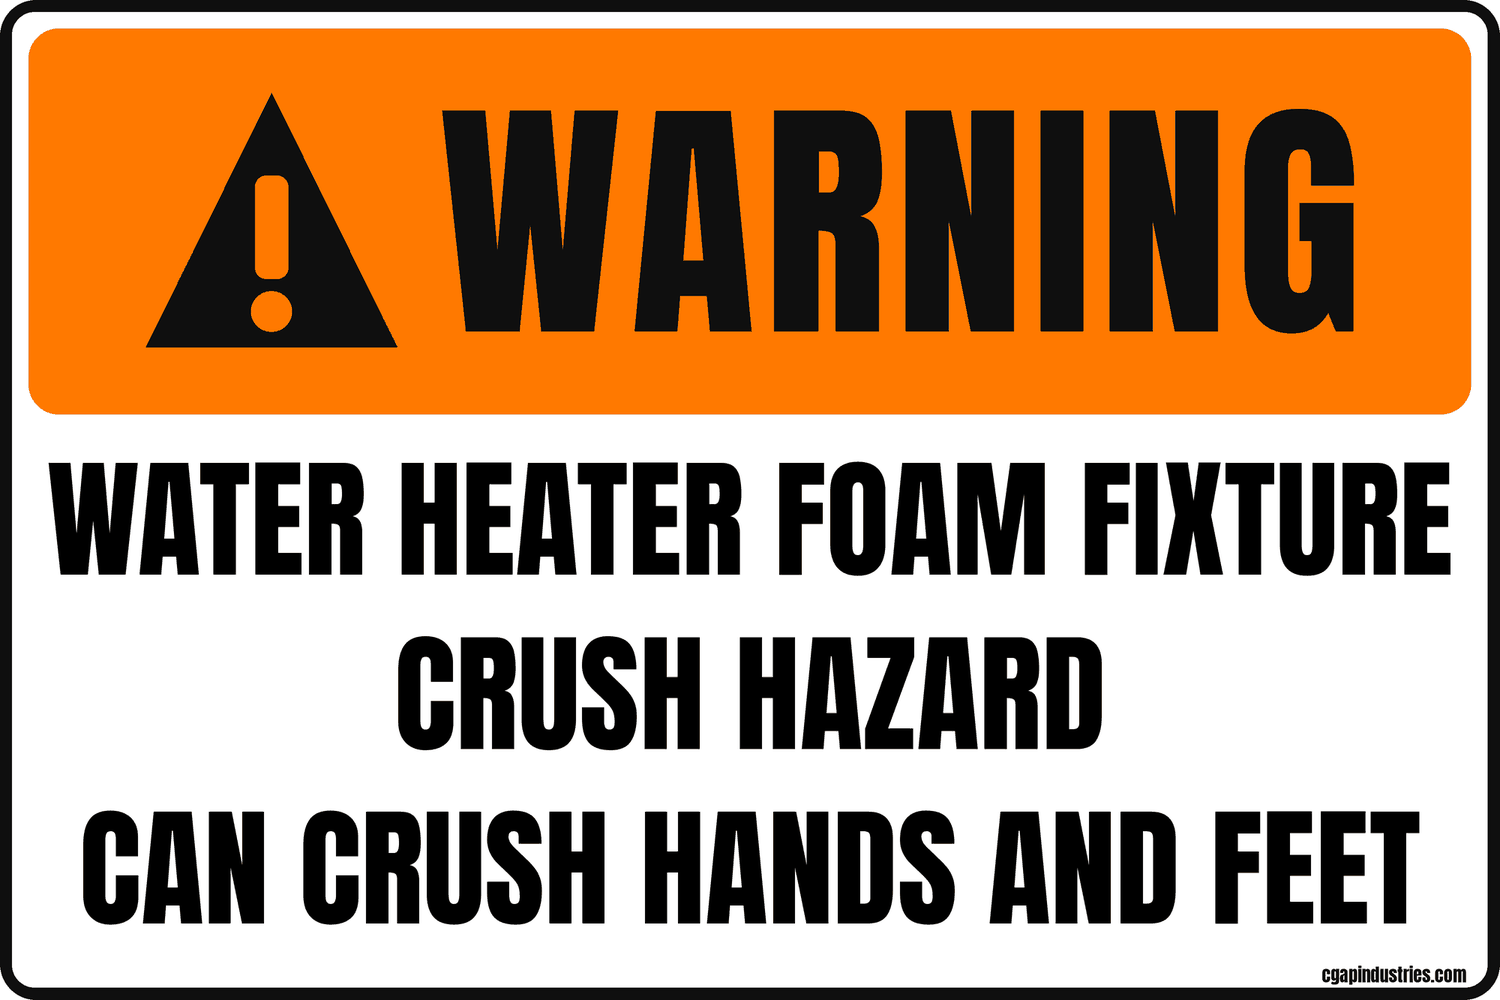 WARNING
WATER HEATER FOAM FIXTURE
CRUSH HAZARD
CAN CRUSH HANDS AND FEET
cgapindustries.com